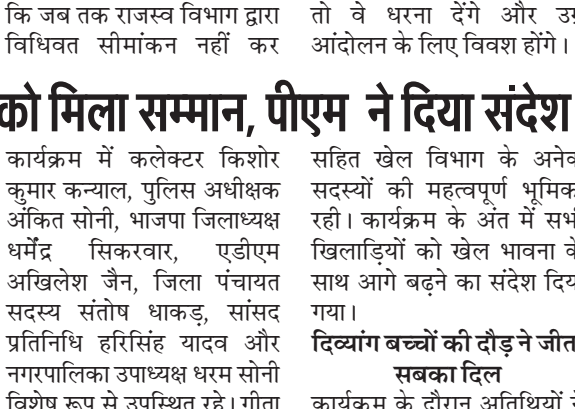 कि जब तक राजस्व विभाग द्वारा
विधिवत सीमांकन नहीं कर
तो वे धरना देंगे और
आंदोलन के लिए विवश होंगे।
को मिला सम्मान, पीएम ने दिया संदेश
कार्यक्रम में कलेक्टर किशोर
कुमार कन्याल, पुलिस अधीक्षक
अंकित सोनी, भाजपा जिलाध्यक्ष
धर्मेंद्र सिकरवार, एडीएम
अखिलेश जैन, जिला पंचायत
सदस्य संतोष धाकड़, सांसद
प्रतिनिधि हरिसिंह यादव और
नगरपालिका उपाध्यक्ष धरम सोनी
विशेष रूप से उपस्थित रहे। गीता
सहित खेल विभाग के
सदस्यों की महत्वपूर्ण
रही। कार्यक्रम के अंत में
खिलाड़ियों को खेल भावना के
साथ आगे बढ़ने का संदेश
गया।
दिव्यांग बच्चों की दौड़ ने जीत
सबका दिल
कार्यक्रम के दौरान अतिथियों